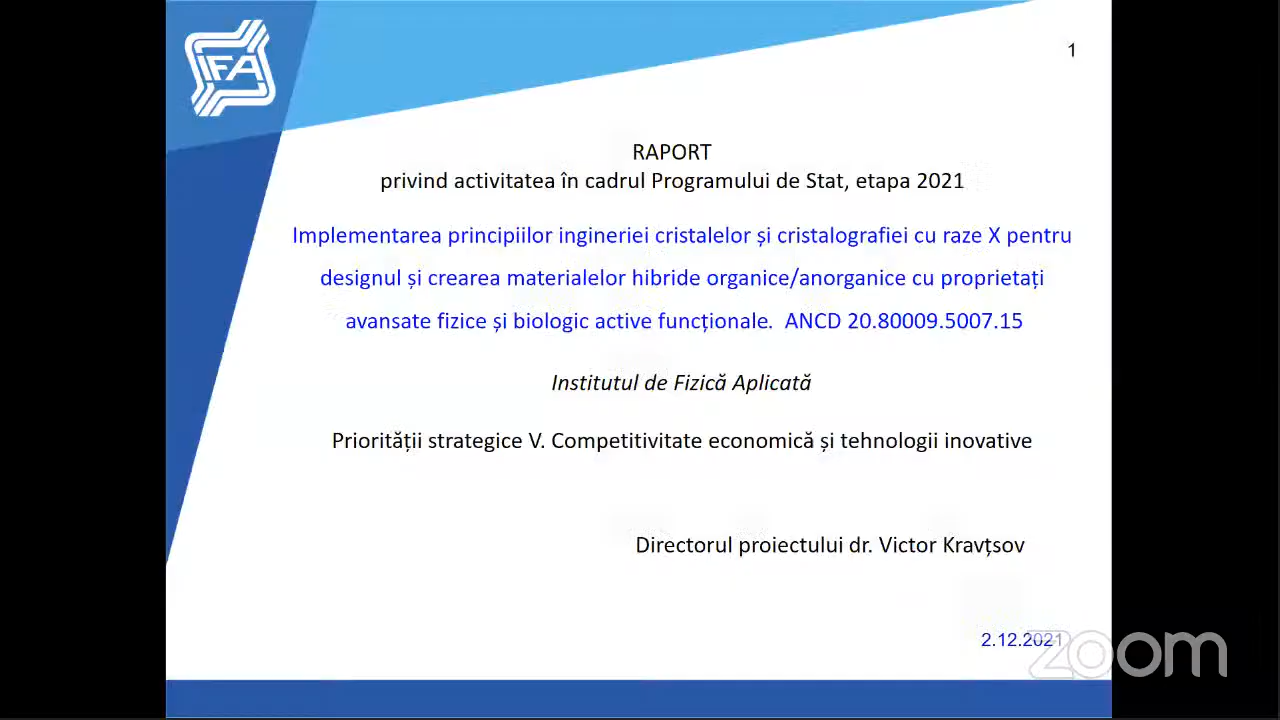 IFA
1
RAPORT
privind activitatea în cadrul Programului de Stat, etapa 2021
Implementarea principiilor ingineriei cristalelor și cristalografiei cu raze X pentru
designul și crearea materialelor hibride organice/anorganice cu proprietați
avansate fizice și biologic active funcționale.  ANCD 20.80009.5007.15
Institutul de Fizică Aplicată
Priorității strategice V. Competitivitate economică și tehnologii inovative
Directorul proiectului dr. Victor Kravțsov
2.12.2021
zoom